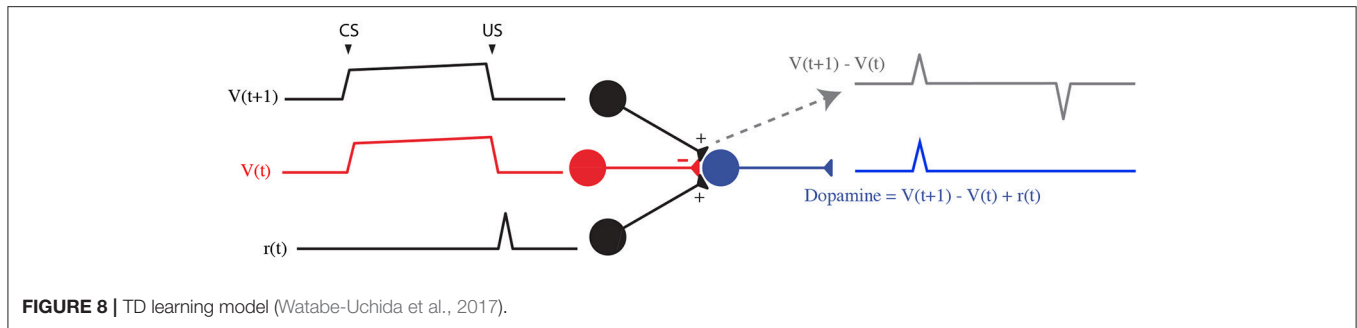 CS
US
V(t+1)
V(t)
r(t)
+
−
+
V(t+1) - V(t)
Dopamine = V(t+1) - V(t) + r(t)
FIGURE 8 | TD learning model (Watabe-Uchida et al., 2017).